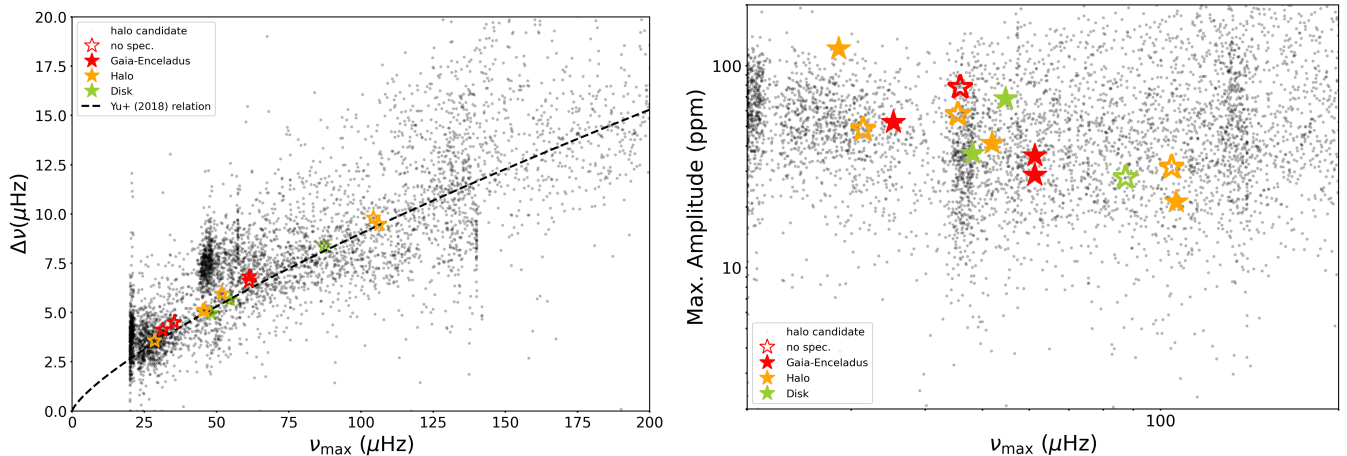 20.0
17.5
15.0
12.5
10.0
7.5
5.0
2.5
0.0
Δν(μHz)
halo candidate
no spec.
Gaia-Enceladus
Halo
Disk
Yu+ (2018) relation
0 25 50 75 100 125 150 175 200
νmax (μHz)
100
10
Max. Amplitude (ppm)
halo candidate
no spec.
Gaia-Enceladus
Halo
Disk
100
νmax (μHz)